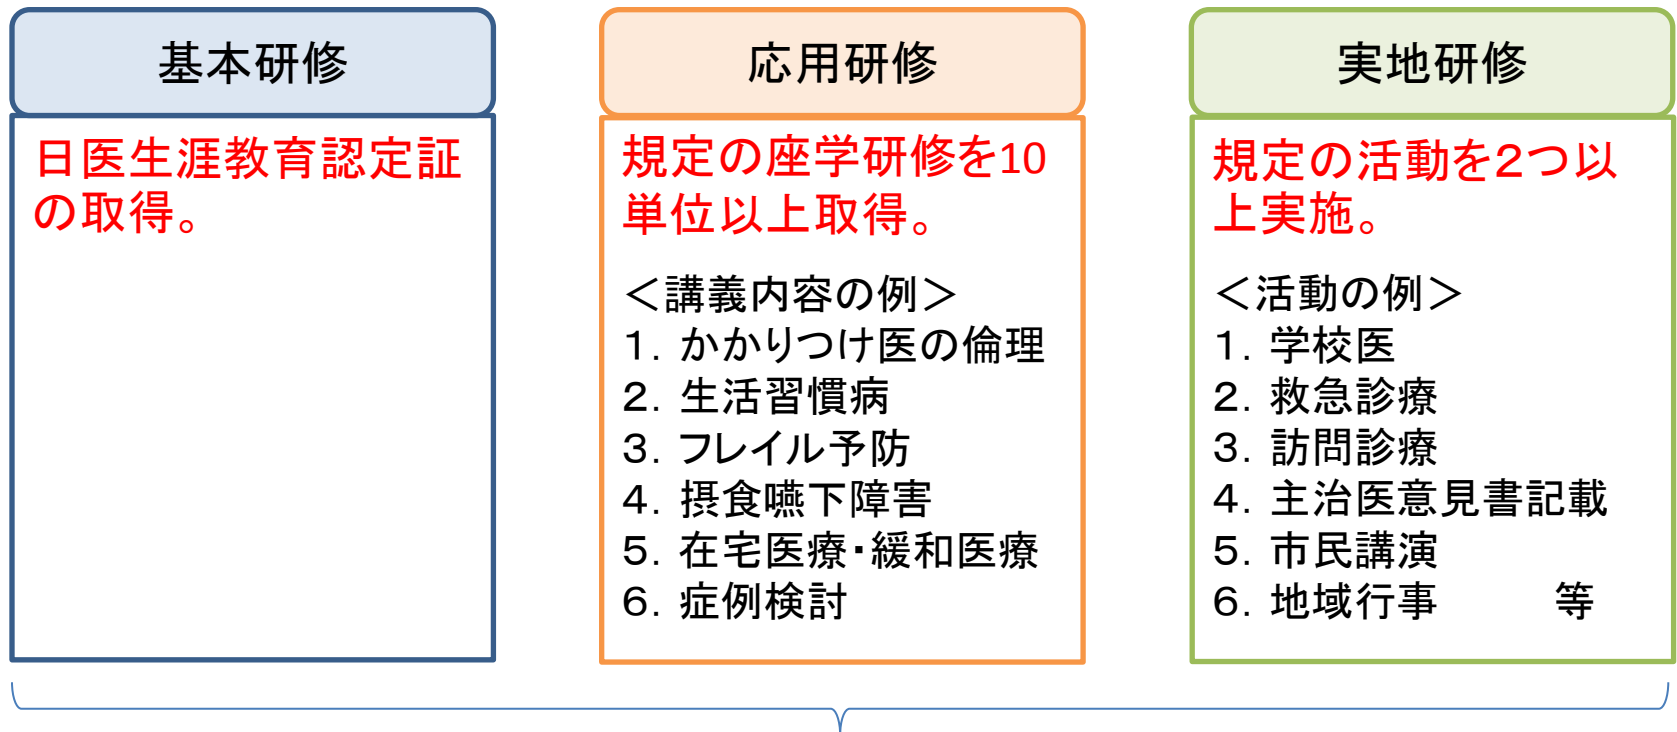 基本研修
日医生涯教育認定証
の取得。
応用研修
規定の座学研修を10
単位以上取得。
＜講義内容の例＞
１．かかりつけ医の倫理
２．生活習慣病
３．フレイル予防
４．摂食嚥下障害
５．在宅医療・緩和医療
６．症例検討
実地研修
規定の活動を２つ以
上実施。
＜活動の例＞
１．学校医
２．救急診療
３．訪問診療
４．主治医意見書記載
５．市民講演
６．地域行事　　　等